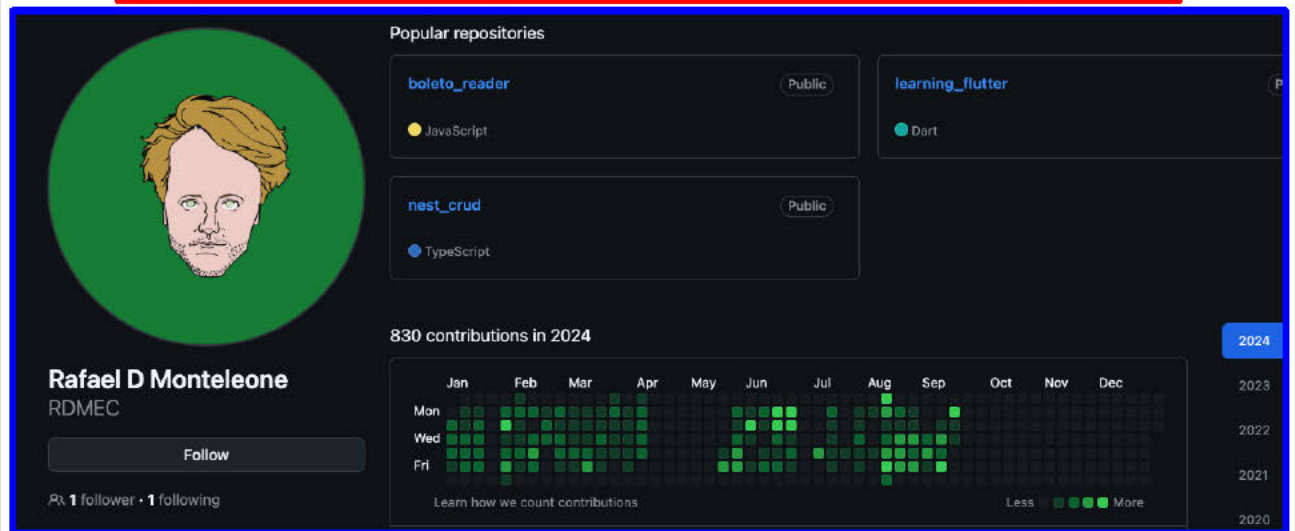 Popular repositories
boleto_reader Public
learning_flutter
JavaScript
Dart
nest_crud Public
TypeScript
830 contributions in 2024
2024
2023
2022
2021
2020
Jan Feb Mar Apr May Jun Jul Aug Sep Oct Nov Dec
Mon
Wed
Fri
Learn how we count contributions
Less More
Rafael D Monteleone
RDMEC
Follow
1 follower · 1 following